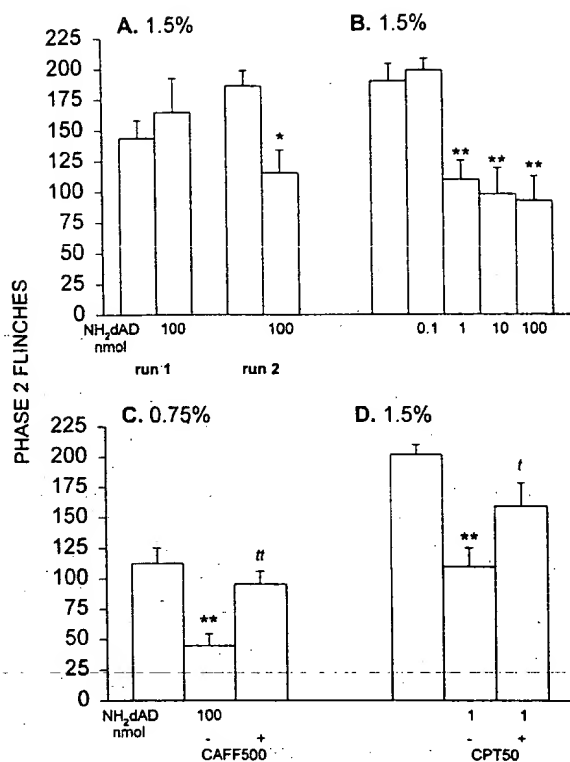 A. 1.5%
B. 1.5%
225
200
175
150
125
100
75
50
25
0
*
**
**
**
NH₂dAD
nmol
100
100
0.1
1
10
100
run 1
run 2
PHASE 2 FLINCHES
C. 0.75%
D. 1.5%
225
200
175
150
125
100
75
50
25
0
**
tt
**
t
NH₂dAD
nmol
100
1
1
-
+
-
+
CAFF500
CPT50